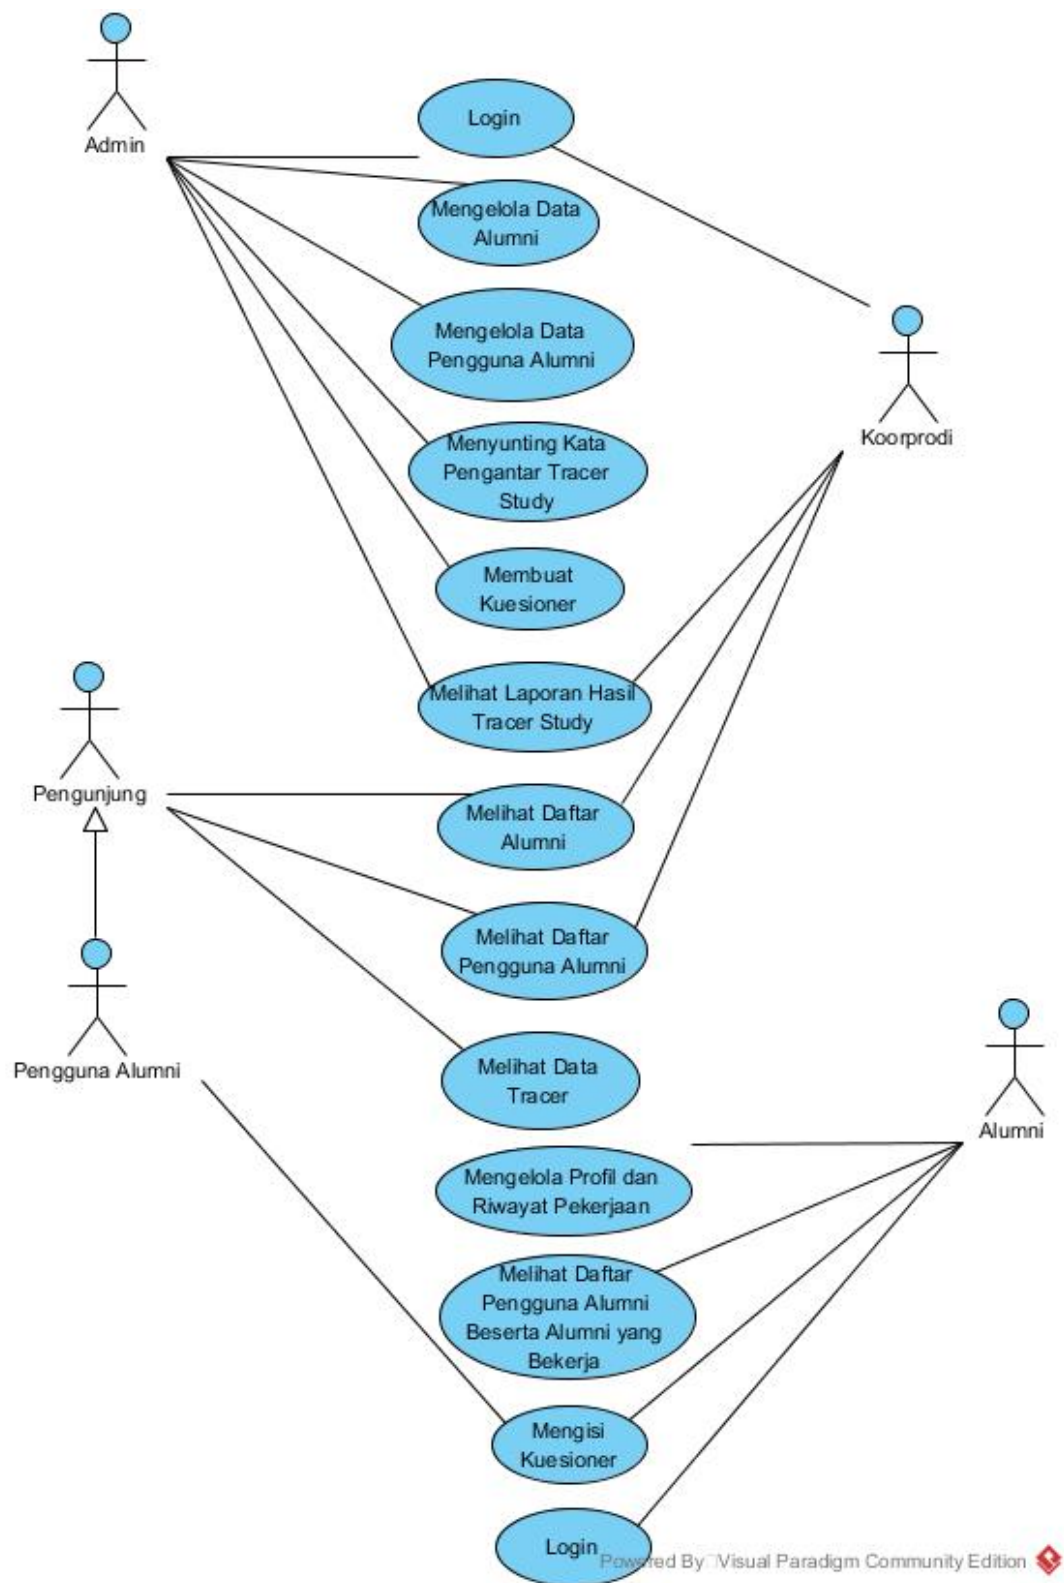 Admin
Login
Mengelola Data
Alumni
Mengelola Data
Pengguna Alumni
Koorprodi
Menyunting Kata
Pengantar Tracer
Study
Membuat
Kuesioner
Melihat Laporan Hasil
Tracer Study
Pengunjung
Melihat Daftar
Alumni
Melihat Daftar
Pengguna Alumni
Pengguna Alumni
Melihat Data
Tracer
Alumni
Mengelola Profil dan
Riwayat Pekerjaan
Melihat Daftar
Pengguna Alumni
Beserta Alumni yang
Bekerja
Mengisi
Kuesioner
Login
Powered By Visual Paradigm Community Edition